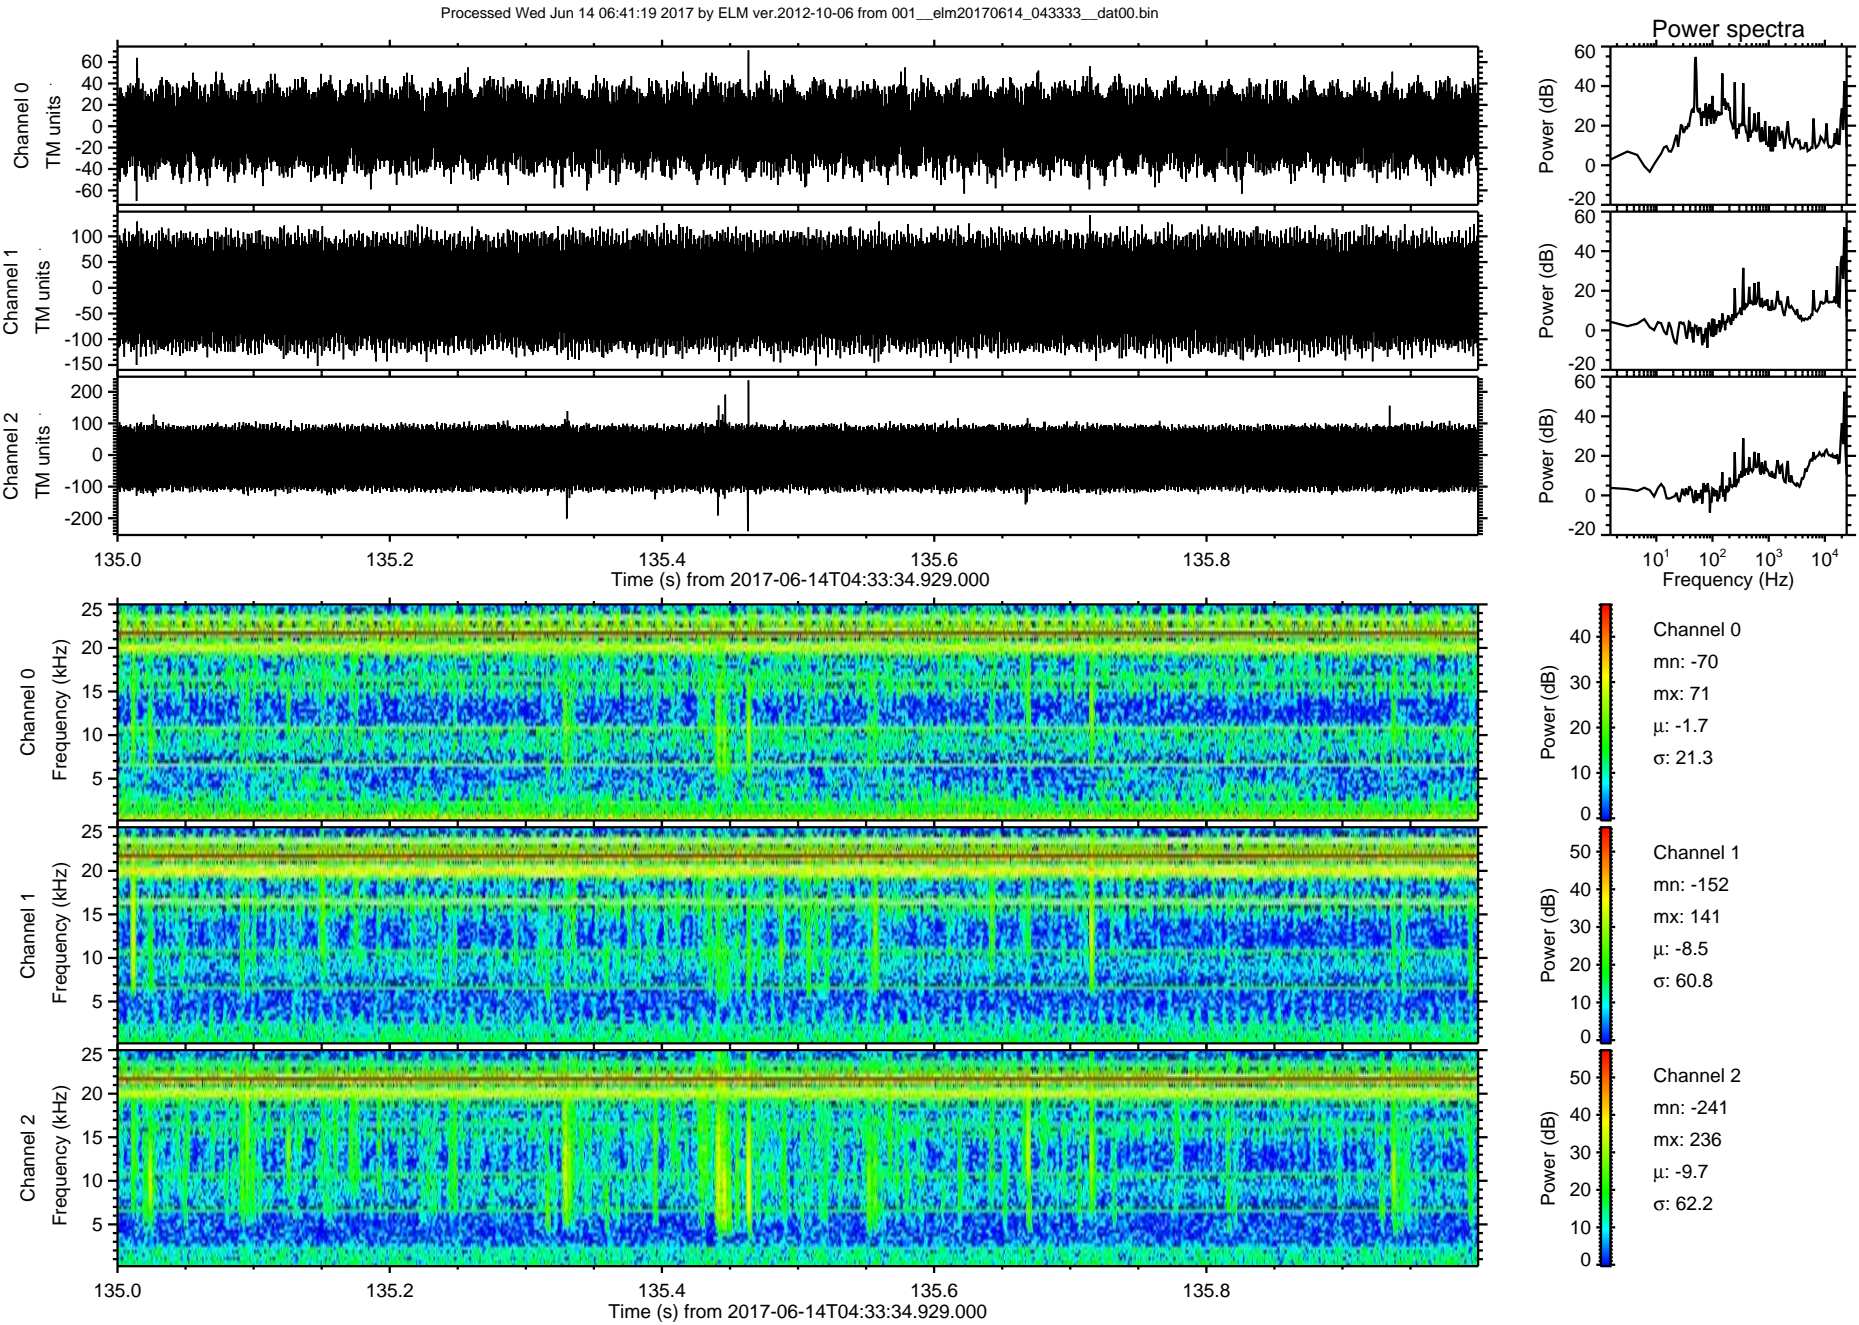 Processed Wed Jun 14 06:41:19 2017 by ELM ver.2012-10-06 from 001__elm20170614_043333__dat00.bin
Power spectra
Channel 0
TM units
60
40
20
0
-20
-40
-60
Power (dB)
60
40
20
0
-20
Channel 1
TM units
100
50
0
-50
-100
-150
Power (dB)
60
40
20
0
-20
Channel 2
TM units
200
100
0
-100
-200
Power (dB)
60
40
20
0
-20
135.0 135.2 135.4 135.6 135.8
Time (s) from 2017-06-14T04:33:34.929.000
10^1 10^2 10^3 10^4
Frequency (Hz)
Channel 0
Frequency (kHz)
25
20
15
10
5
Power (dB)
40
30
20
10
0
Channel 0
mn: -70
mx: 71
μ: -1.7
σ: 21.3
Channel 1
Frequency (kHz)
25
20
15
10
5
Power (dB)
50
40
30
20
10
0
Channel 1
mn: -152
mx: 141
μ: -8.5
σ: 60.8
Channel 2
Frequency (kHz)
25
20
15
10
5
Power (dB)
50
40
30
20
10
0
Channel 2
mn: -241
mx: 236
μ: -9.7
σ: 62.2
135.0 135.2 135.4 135.6 135.8
Time (s) from 2017-06-14T04:33:34.929.000